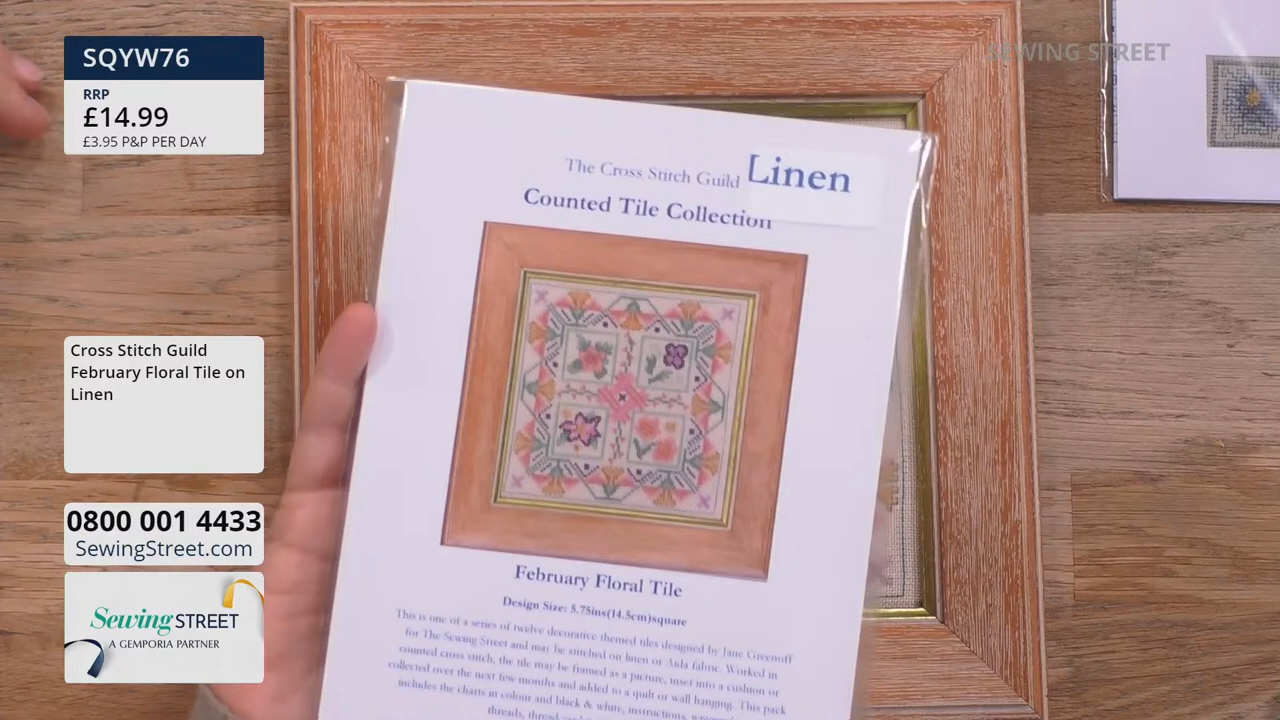 SQYW76
RRP
£14.99
£3.95 P&P PER DAY
Cross Stitch Guild
February Floral Tile on
Linen
0800 001 4433
SewingStreet.com
Sewing STREET
A GEMPORIA PARTNER
SEWING STREET
The Cross Stitch Guild Linen
Counted Tile Collection
February Floral Tile
Design Size: 5.75ins(14.5cm)square
This is one of a series of twelve decorative themed tiles designed by Jane Greenoff
for The Sewing Street and may be stitched on linen or Aida fabric. Worked in
counted cross stitch, the tile may be framed as a picture, inset into a cushion or
collected over the next few months and added to a quilt or wall hanging. This pack
includes the charts in colour and black & white, instructions,
threads,